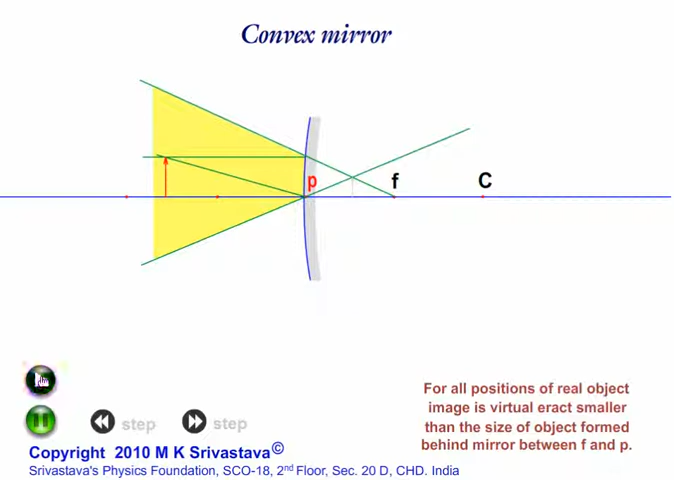 Convex mirror
p
f
C
step
step
For all positions of real object
image is virtual eract smaller
than the size of object formed
behind mirror between f and p.
Copyright 2010 M K Srivastava©
Srivastava's Physics Foundation, SCO-18, 2nd Floor, Sec. 20 D, CHD. India